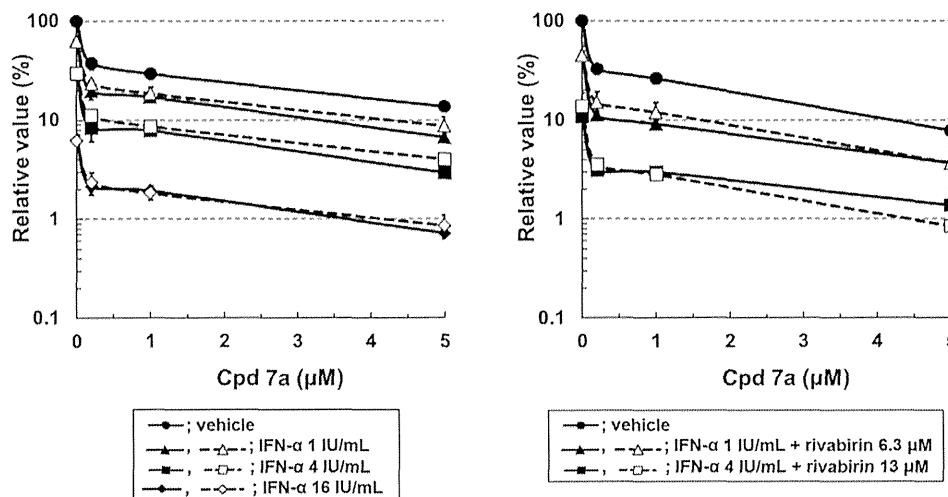 Relative value (%)
100
10
1
0.1
0
1
2
3
4
5
Cpd 7a (µM)
; vehicle
, ; IFN-α 1 IU/mL
, ; IFN-α 4 IU/mL
, ; IFN-α 16 IU/mL
Relative value (%)
100
10
1
0.1
0
1
2
3
4
5
Cpd 7a (µM)
; vehicle
, ; IFN-α 1 IU/mL + rivabirin 6.3 µM
, ; IFN-α 4 IU/mL + rivabirin 13 µM